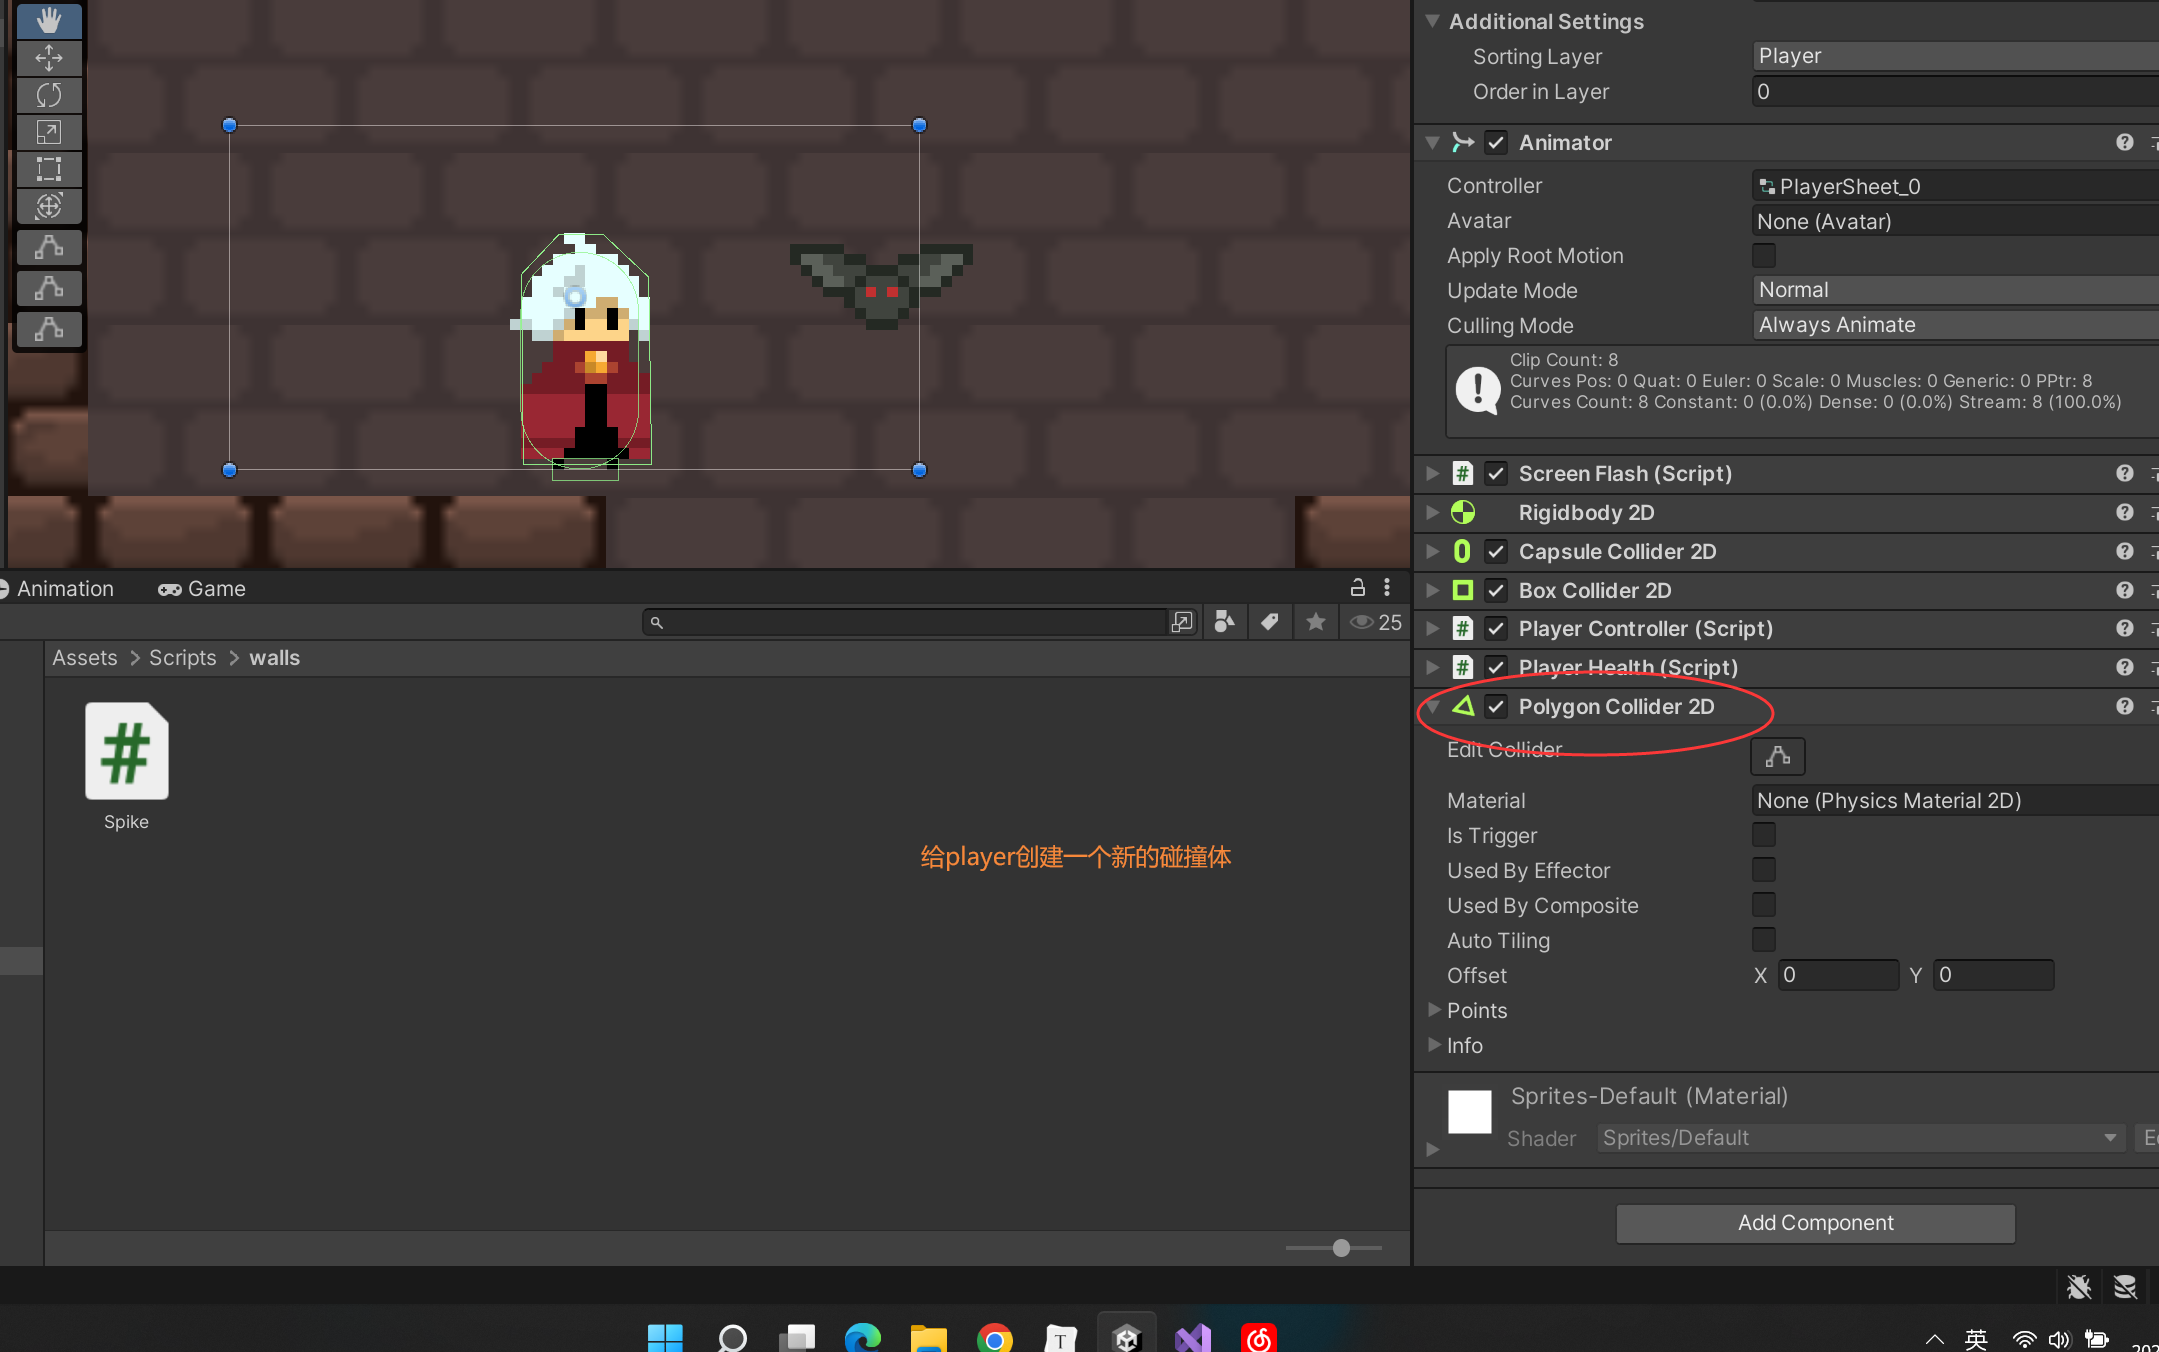 Additional Settings
Sorting Layer
Player
Order in Layer
0
Animator
Controller
PlayerSheet_0
Avatar
None (Avatar)
Apply Root Motion
Update Mode
Normal
Culling Mode
Always Animate
Clip Count: 8
Curves Pos: 0 Quat: 0 Euler: 0 Scale: 0 Muscles: 0 Generic: 0 PPtr: 8
Curves Count: 8 Constant: 0 (0.0%) Dense: 0 (0.0%) Stream: 8 (100.0%)
Screen Flash (Script)
Rigidbody 2D
Capsule Collider 2D
Box Collider 2D
Player Controller (Script)
Player Health (Script)
Polygon Collider 2D
Edit Collider
Material
None (Physics Material 2D)
Is Trigger
Used By Effector
Used By Composite
Auto Tiling
Offset
X 0 Y 0
Points
Info
Sprites-Default (Material)
Shader
Sprites/Default
Add Component
Animation
Game
25
Assets > Scripts > walls
Spike
给player创建一个新的碰撞体
英